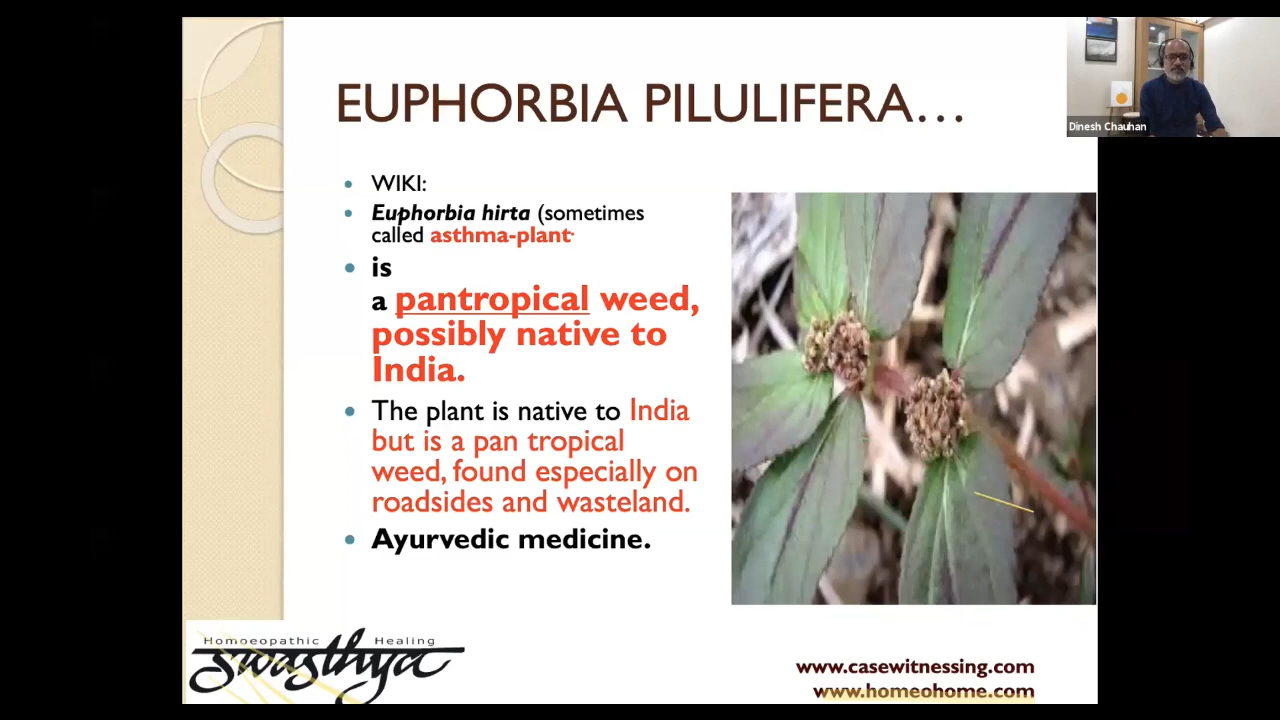 EUPHORBIA PILULIFERA...
Dinesh Chauhan
WIKI:
Euphorbia hirta (sometimes
called asthma-plant.
is
a pantropical weed,
possibly native to
India.
The plant is native to India
but is a pan tropical
weed, found especially on
roadsides and wasteland.
Ayurvedic medicine.
Homoeopathic Healing
swasthya
www.casewitnessing.com
www.homeohome.com